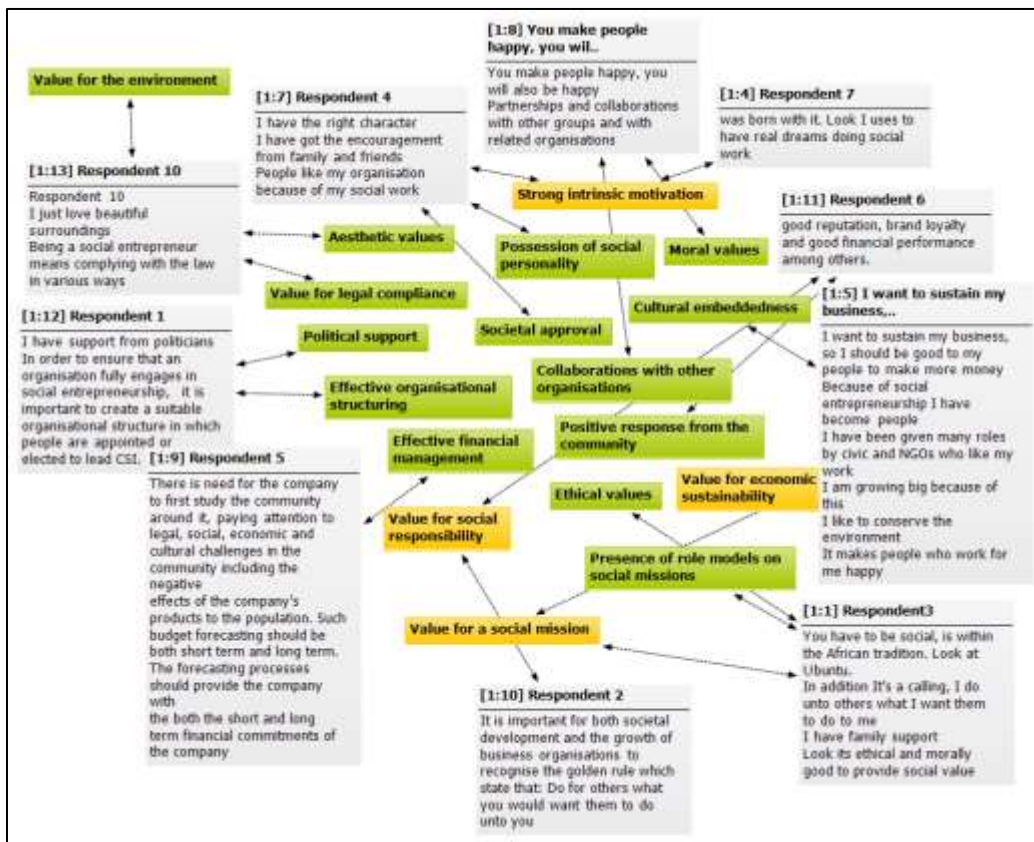 [1:8] You make people
happy, you wil..
You make people happy, you
will also be happy
Partnerships and collaborations
with other groups and with
related organisations
Value for the environment
[1:7] Respondent 4
I have the right character
I have got the encouragement
from family and friends
People like my organisation
because of my social work
[1:4] Respondent 7
was born with it. Look I uses to
have real dreams doing social
work
[1:13] Respondent 10
Respondent 10
I just love beautiful
surroundings
Being a social entrepreneur
means complying with the law
in various ways
Strong intrinsic motivation
[1:11] Respondent 6
good reputation, brand loyalty
and good financial performance
among others.
Aesthetic values
Possession of social
personality
Moral values
Value for legal compliance
Cultural embeddedness
[1:5] I want to sustain my
business,..
I want to sustain my business,
so I should be good to my
people to make more money
Because of social
entrepreneurship I have
become people
I have been given many roles
by civic and NGOs who like my
work
I am growing big because of
this
I like to conserve the
environment
It makes people who work for
me happy
[1:12] Respondent 1
I have support from politicians
In order to ensure that an
organisation fully engages in
social entrepreneurship, it is
important to create a suitable
organisational structure in which
people are appointed or
elected to lead CSI.
Political support
Societal approval
Effective organisational
structuring
Collaborations with other
organisations
Effective financial
management
Positive response from the
community
[1:9] Respondent 5
There is need for the company
to first study the community
around it, paying attention to
legal, social, economic and
cultural challenges in the
community including the
negative
effects of the company's
products to the population. Such
budget forecasting should be
both short term and long term.
The forecasting processes
should provide the company
with
the both the short and long
term financial commitments of
the company
Ethical values
Value for economic
sustainability
Value for social
responsibility
Presence of role models on
social missions
Value for a social mission
[1:1] Respondent3
You have to be social, is within
the African tradition. Look at
Ubuntu.
In addition It's a calling, I do
unto others what I want them
to do to me
I have family support
Look its ethical and morally
good to provide social value
[1:10] Respondent 2
It is important for both societal
development and the growth of
business organisations to
recognise the golden rule which
state that: Do for others what
you would want them to do
unto you